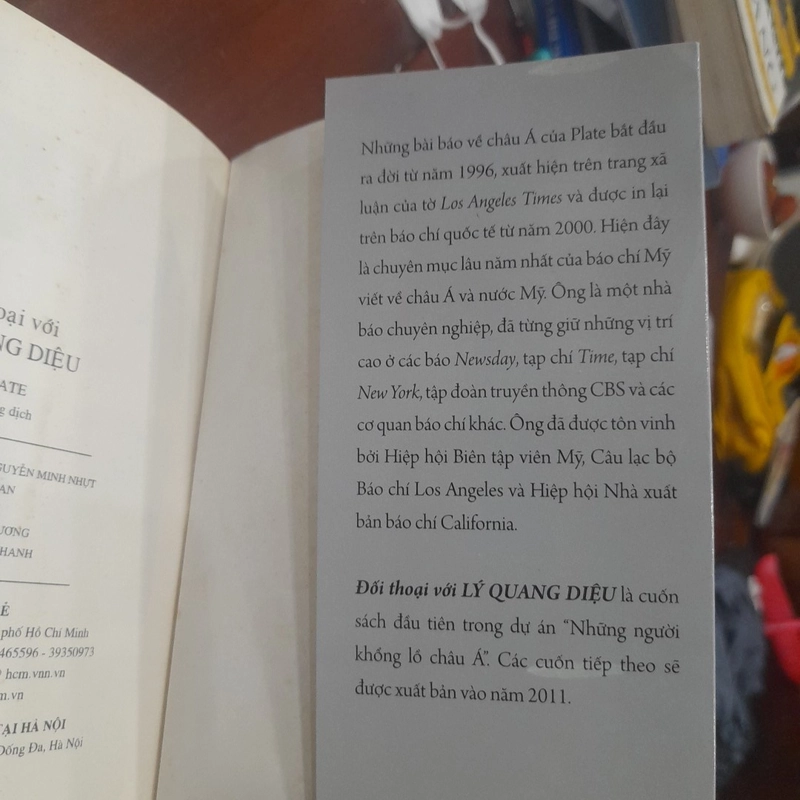 ại với
NG DIỆU
ATE
g dịch
GUYỄN MINH NHỰT
AN
ƯƠNG
HANH
Ẻ
phố Hồ Chí Minh
465596 - 39350973
@ hcm.vnn.vn
m.vn
TẠI HÀ NỘI
Đống Đa, Hà Nội
Những bài báo về châu Á của Plate bắt đầu
ra đời từ năm 1996, xuất hiện trên trang xã
luận của tờ Los Angeles Times và được in lại
trên báo chí quốc tế từ năm 2000. Hiện đây
là chuyên mục lâu năm nhất của báo chí Mỹ
viết về châu Á và nước Mỹ. Ông là một nhà
báo chuyên nghiệp, đã từng giữ những vị trí
cao ở các báo Newsday, tạp chí Time, tạp chí
New York, tập đoàn truyền thông CBS và các
cơ quan báo chí khác. Ông đã được tôn vinh
bởi Hiệp hội Biên tập viên Mỹ, Câu lạc bộ
Báo chí Los Angeles và Hiệp hội Nhà xuất
bản báo chí California.
Đối thoại với LÝ QUANG DIỆU là cuốn
sách đầu tiên trong dự án “Những người
khổng lồ châu Á”. Các cuốn tiếp theo sẽ
được xuất bản vào năm 2011.